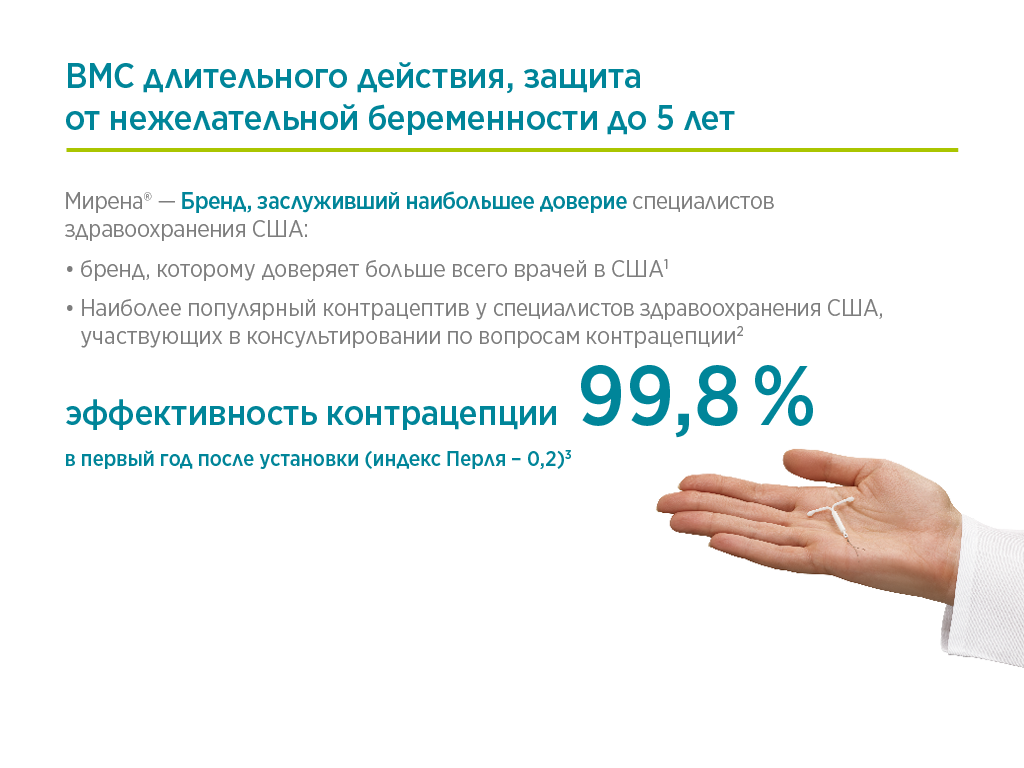 ВМС длительного действия, защита
от нежелательной беременности до 5 лет
Мирена® — Бренд, заслуживший наибольшее доверие специалистов
здравоохранения США:
• бренд, которому доверяет больше всего врачей в США¹
• Наиболее популярный контрацептив у специалистов здравоохранения США,
участвующих в консультировании по вопросам контрацепции²
эффективность контрацепции 99,8 %
в первый год после установки (индекс Перля – 0,2)³